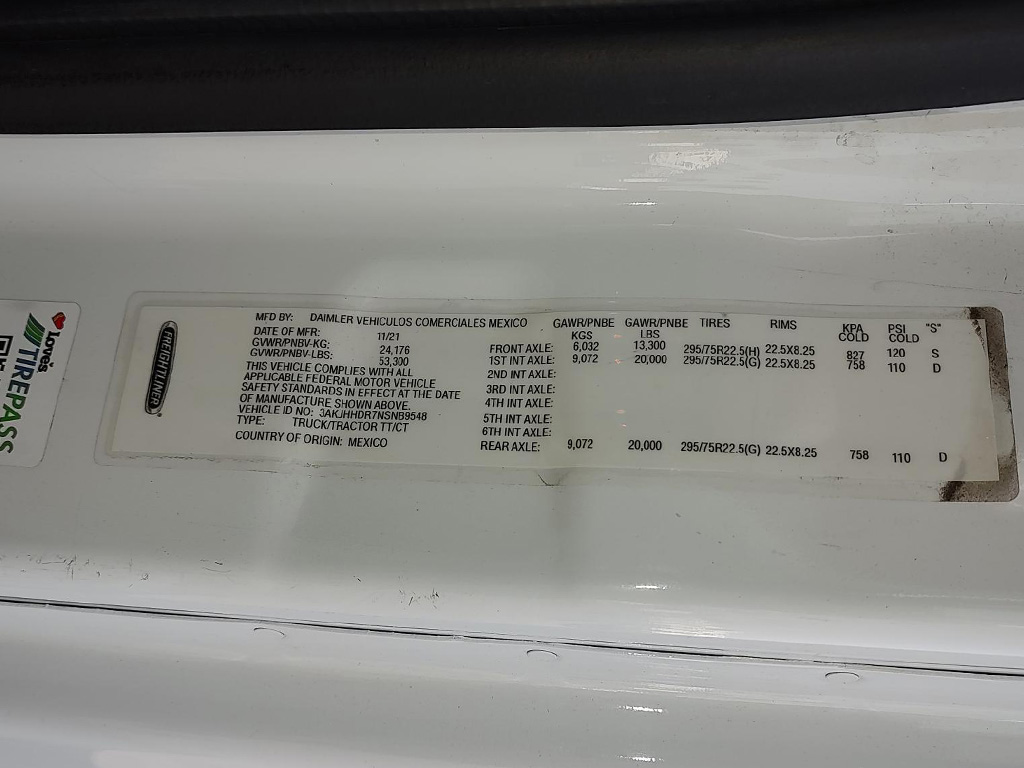 Love's
TIREPASS
FREIGHTLINER
MFD BY: DAIMLER VEHICULOS COMERCIALES MEXICO
DATE OF MFR: 11/21
GVWR/PNBV-KG: 24,176
GVWR/PNBV-LBS: 53,300
THIS VEHICLE COMPLIES WITH ALL
APPLICABLE FEDERAL MOTOR VEHICLE
SAFETY STANDARDS IN EFFECT AT THE DATE
OF MANUFACTURE SHOWN ABOVE.
VEHICLE ID NO: 3AKJHHDR7NSNB9548
TYPE: TRUCK/TRACTOR TT/CT
COUNTRY OF ORIGIN: MEXICO
GAWR/PNBE GAWR/PNBE TIRES RIMS KPA PSI "S"
KGS LBS COLD COLD
FRONT AXLE: 6,032 13,300 295/75R22.5(H) 22.5X8.25 827 120 S
1ST INT AXLE: 9,072 20,000 295/75R22.5(G) 22.5X8.25 758 110 D
2ND INT AXLE:
3RD INT AXLE:
4TH INT AXLE:
5TH INT AXLE:
6TH INT AXLE:
REAR AXLE: 9,072 20,000 295/75R22.5(G) 22.5X8.25 758 110 D